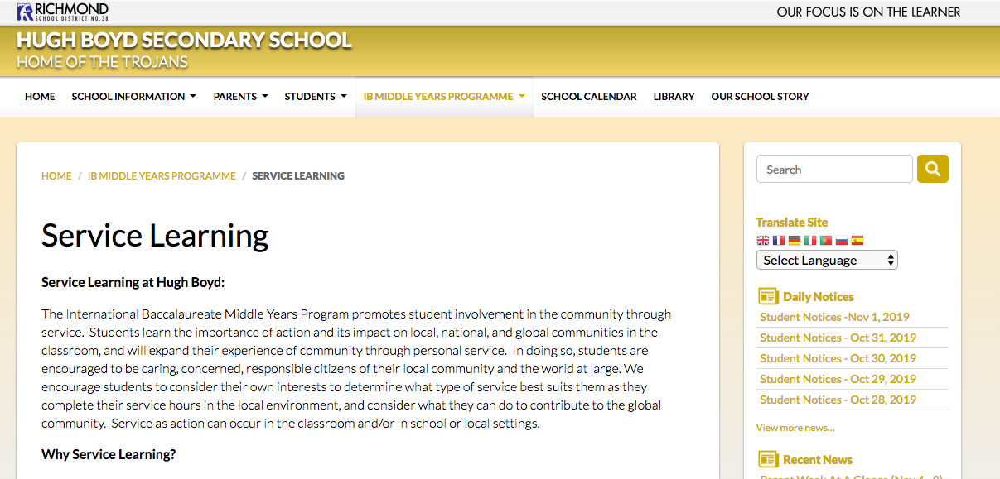 RICHMOND
SCHOOL DISTRICT NO.38
OUR FOCUS IS ON THE LEARNER
HUGH BOYD SECONDARY SCHOOL
HOME OF THE TROJANS
HOME SCHOOL INFORMATION PARENTS STUDENTS IB MIDDLE YEARS PROGRAMME SCHOOL CALENDAR LIBRARY OUR SCHOOL STORY
HOME / IB MIDDLE YEARS PROGRAMME / SERVICE LEARNING
Service Learning
Service Learning at Hugh Boyd:
The International Baccalaureate Middle Years Program promotes student involvement in the community through
service. Students learn the importance of action and its impact on local, national, and global communities in the
classroom, and will expand their experience of community through personal service. In doing so, students are
encouraged to be caring, concerned, responsible citizens of their local community and the world at large. We
encourage students to consider their own interests to determine what type of service best suits them as they
complete their service hours in the local environment, and consider what they can do to contribute to the global
community. Service as action can occur in the classroom and/or in school or local settings.
Why Service Learning?
Search
Translate Site
Select Language
Daily Notices
Student Notices -Nov 1, 2019
Student Notices - Oct 31, 2019
Student Notices - Oct 30, 2019
Student Notices - Oct 29, 2019
Student Notices - Oct 28, 2019
View more news...
Recent News
Parent Week At A Glance (Nov 4 - 8)